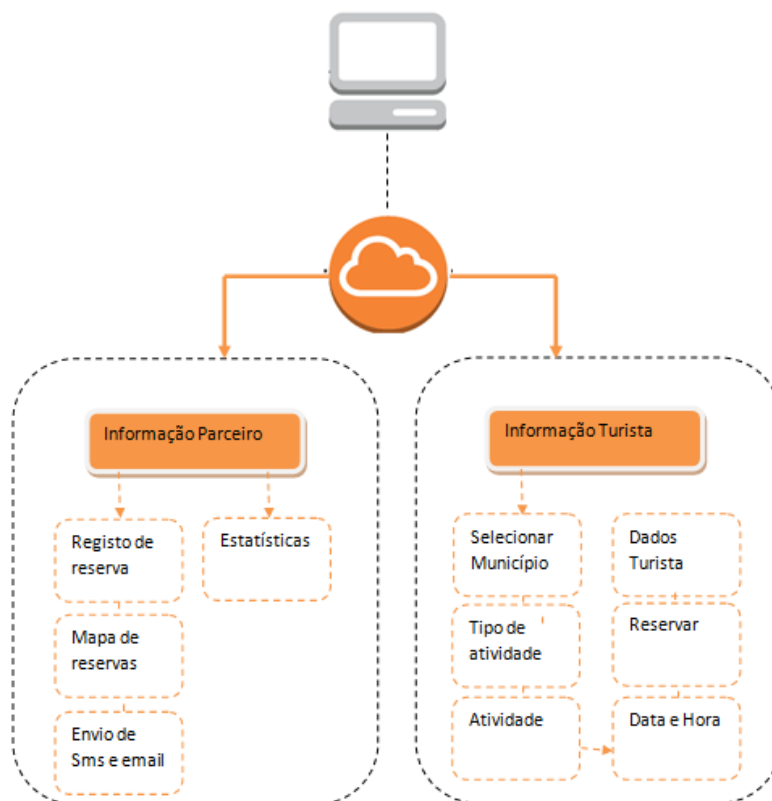 Informação Parceiro
Registo de
reserva
Estatísticas
Mapa de
reservas
Envio de
Sms e email
Informação Turista
Selecionar
Município
Dados
Turista
Tipo de
atividade
Reservar
Atividade
Data e Hora